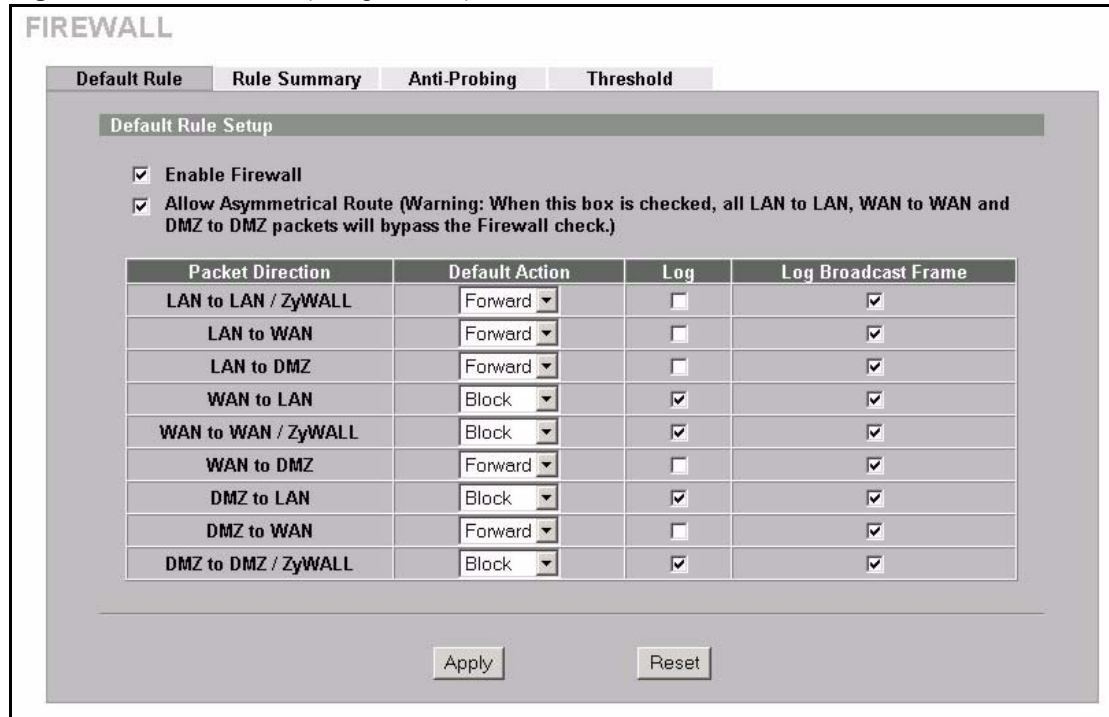 FIREWALL
Default Rule Rule Summary Anti-Probing Threshold
Default Rule Setup
Enable Firewall
Allow Asymmetrical Route (Warning: When this box is checked, all LAN to LAN, WAN to WAN and
DMZ to DMZ packets will bypass the Firewall check.)
Packet Direction Default Action Log Log Broadcast Frame
LAN to LAN / ZyWALL Forward
LAN to WAN Forward
LAN to DMZ Forward
WAN to LAN Block
WAN to WAN / ZyWALL Block
WAN to DMZ Forward
DMZ to LAN Block
DMZ to WAN Forward
DMZ to DMZ / ZyWALL Block
Apply Reset